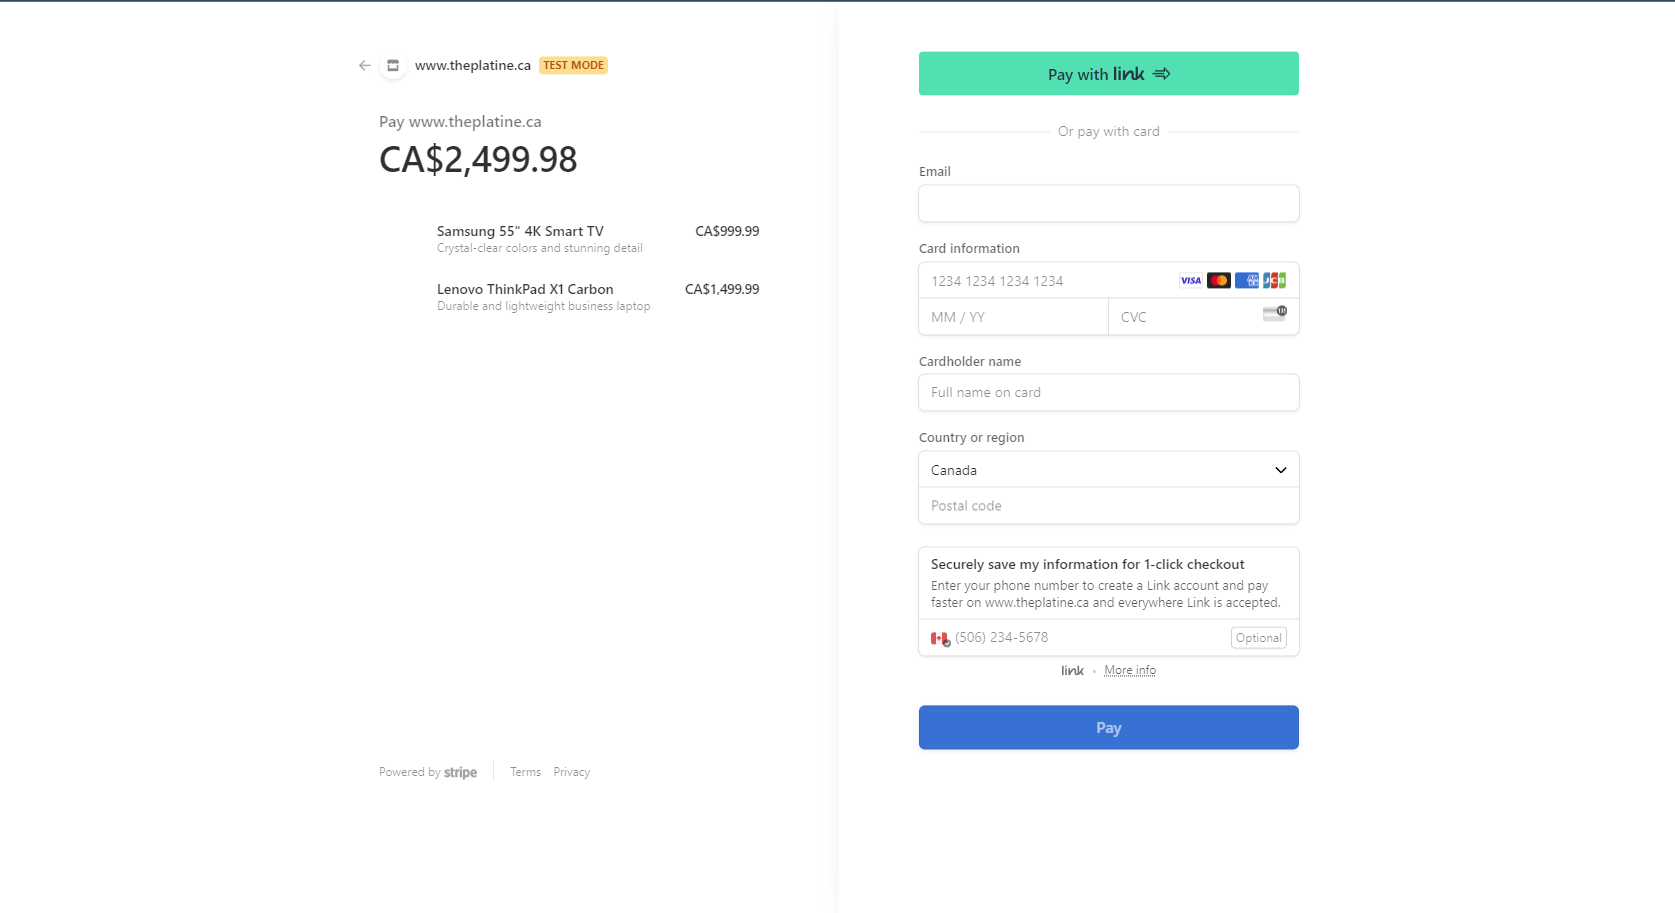 www.theplatine.ca TEST MODE
Pay www.theplatine.ca
CA$2,499.98
Samsung 55" 4K Smart TV CA$999.99
Crystal-clear colors and stunning detail
Lenovo ThinkPad X1 Carbon CA$1,499.99
Durable and lightweight business laptop
Powered by stripe Terms Privacy
Pay with link
Or pay with card
Email
Card information
1234 1234 1234 1234 VISA AMEX JCB
MM / YY CVC 135
Cardholder name
Full name on card
Country or region
Canada
Postal code
Securely save my information for 1-click checkout
Enter your phone number to create a Link account and pay
faster on www.theplatine.ca and everywhere Link is accepted.
(506) 234-5678 Optional
link • More info
Pay